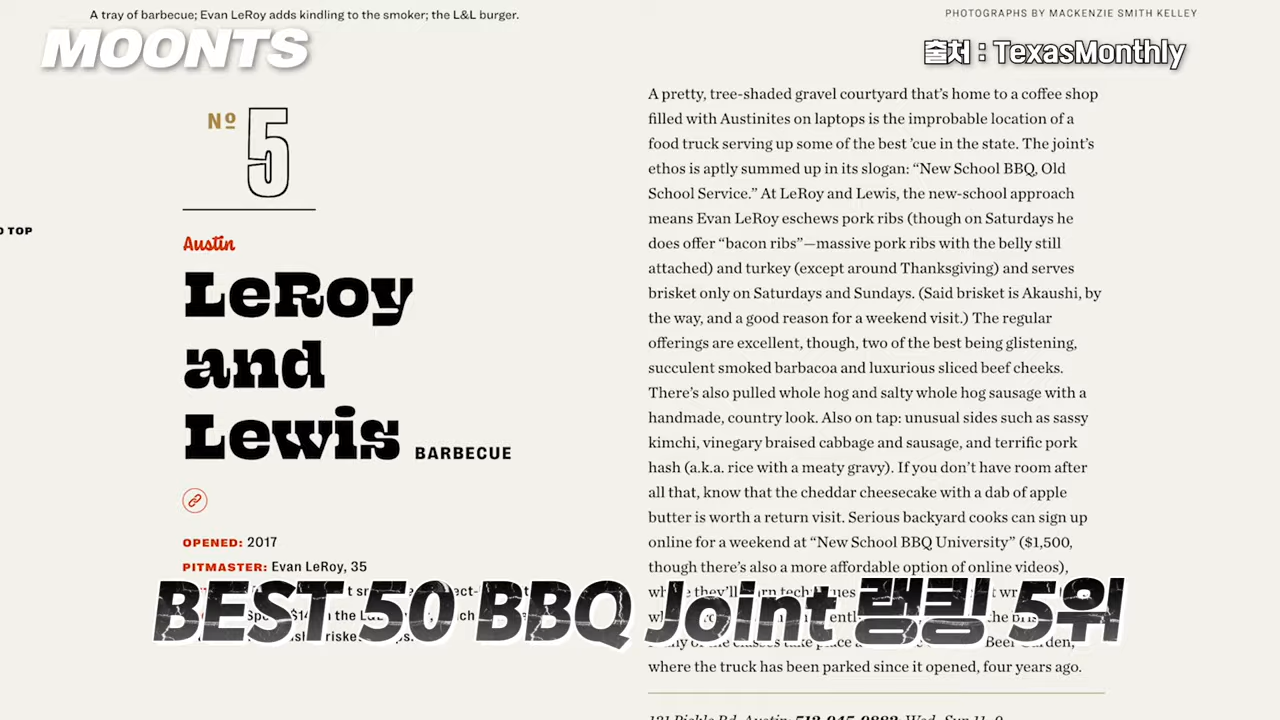 A tray of barbecue; Evan LeRoy adds kindling to the smoker; the L&L burger.
PHOTOGRAPHS BY MACKENZIE SMITH KELLEY
MOONTS
출처 : TexasMonthly
Nº 5
TOP
Austin
LeRoy
and
Lewis BARBECUE
OPENED: 2017
PITMASTER: Evan LeRoy, 35
A pretty, tree-shaded gravel courtyard that’s home to a coffee shop
filled with Austinites on laptops is the improbable location of a
food truck serving up some of the best ’cue in the state. The joint’s
ethos is aptly summed up in its slogan: “New School BBQ, Old
School Service.” At LeRoy and Lewis, the new-school approach
means Evan LeRoy eschews pork ribs (though on Saturdays he
does offer “bacon ribs”—massive pork ribs with the belly still
attached) and turkey (except around Thanksgiving) and serves
brisket only on Saturdays and Sundays. (Said brisket is Akaushi, by
the way, and a good reason for a weekend visit.) The regular
offerings are excellent, though, two of the best being glistening,
succulent smoked barbacoa and luxurious sliced beef cheeks.
There’s also pulled whole hog and salty whole hog sausage with a
handmade, country look. Also on tap: unusual sides such as sassy
kimchi, vinegary braised cabbage and sausage, and terrific pork
hash (a.k.a. rice with a meaty gravy). If you don’t have room after
all that, know that the cheddar cheesecake with a dab of apple
butter is worth a return visit. Serious backyard cooks can sign up
online for a weekend at “New School BBQ University” ($1,500,
though there’s also a more affordable option of online videos),
where the truck has been parked since it opened, four years ago.
BEST 50 BBQ Joint 랭킹 5위